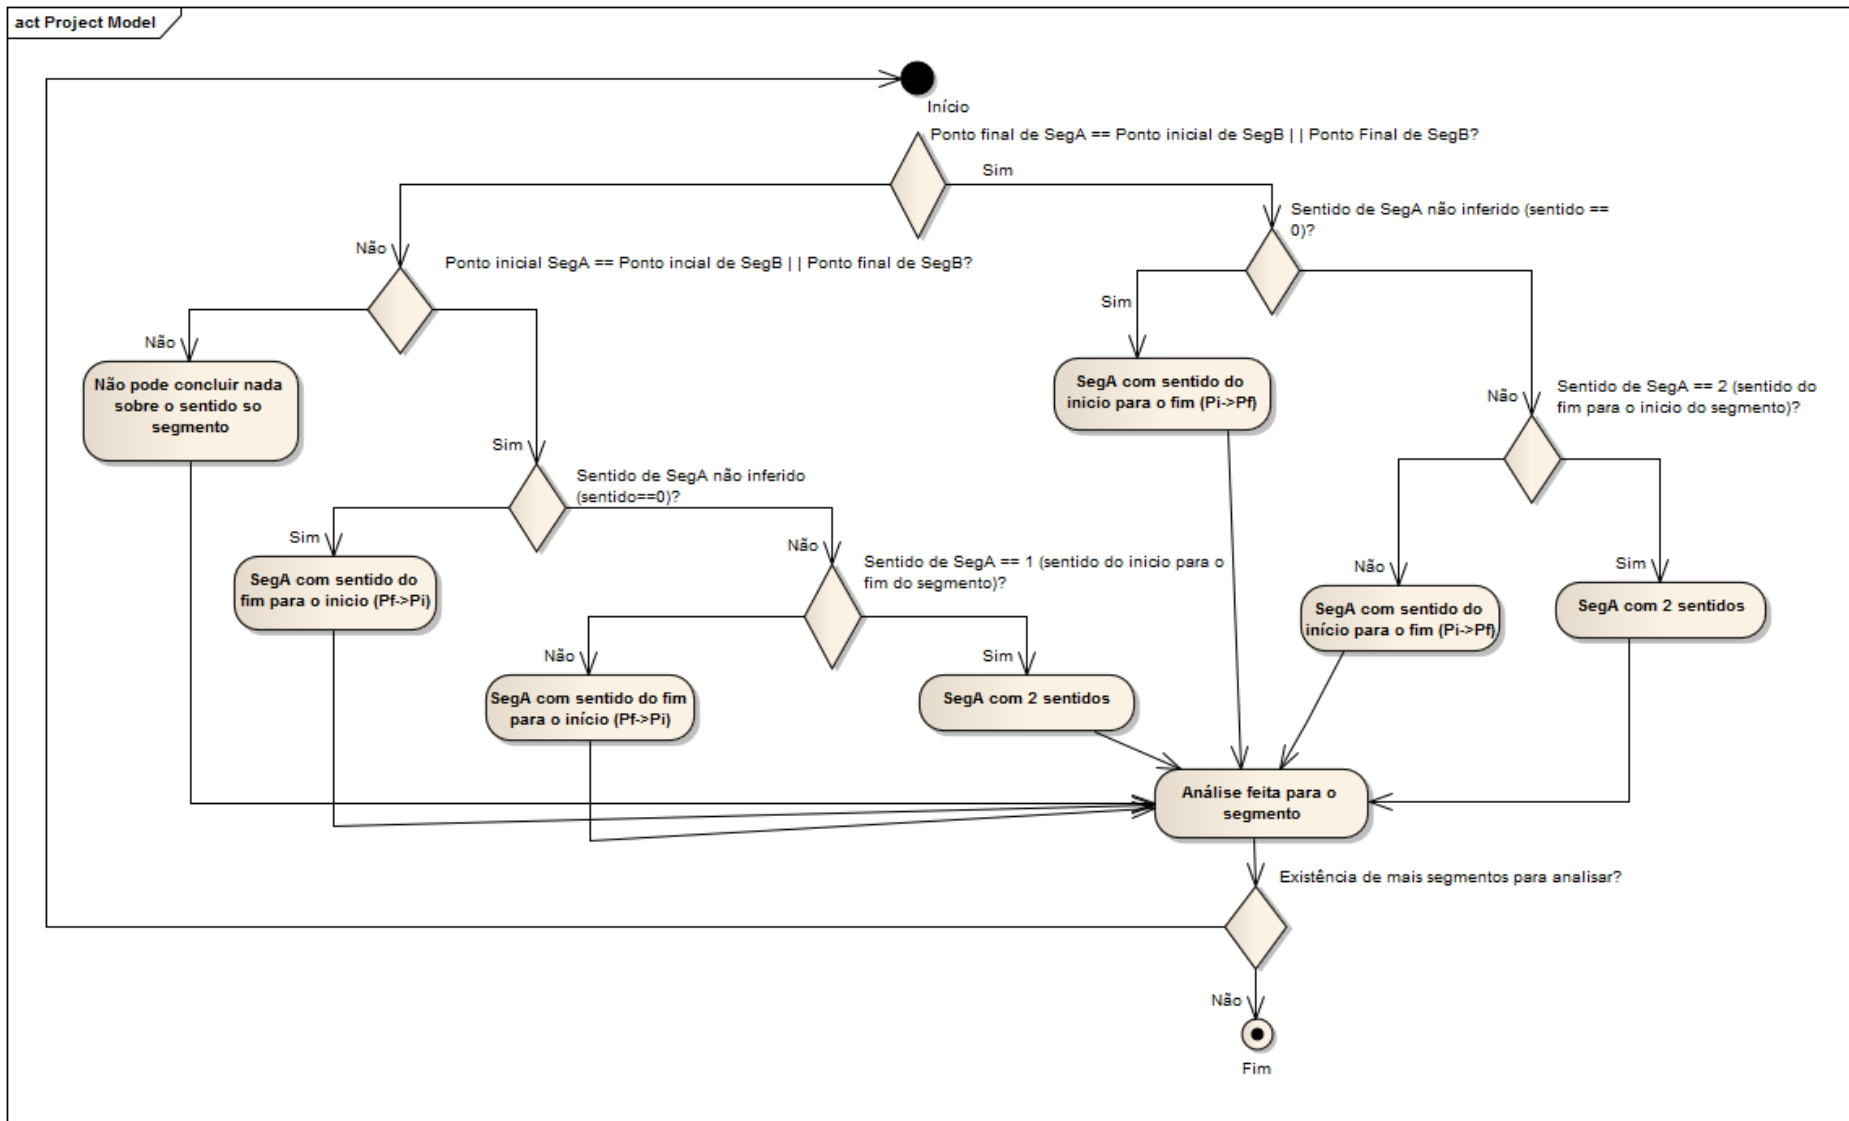 act Project Model
Início
Ponto final de SegA == Ponto inicial de SegB | | Ponto Final de SegB?
Sim
Sentido de SegA não inferido (sentido ==
0)?
Não
Ponto inicial SegA == Ponto incial de SegB | | Ponto final de SegB?
Sim
Não
Não pode concluir nada
sobre o sentido so
segmento
SegA com sentido do
inicio para o fim (Pi->Pf)
Não
Sentido de SegA == 2 (sentido do
fim para o inicio do segmento)?
Sim
Sentido de SegA não inferido
(sentido==0)?
Sim
SegA com sentido do
fim para o inicio (Pf->Pi)
Não
Sentido de SegA == 1 (sentido do inicio para o
fim do segmento)?
Não
SegA com sentido do
início para o fim (Pi->Pf)
Sim
SegA com 2 sentidos
Não
SegA com sentido do fim
para o início (Pf->Pi)
Sim
SegA com 2 sentidos
Análise feita para o
segmento
Existência de mais segmentos para analisar?
Não
Fim